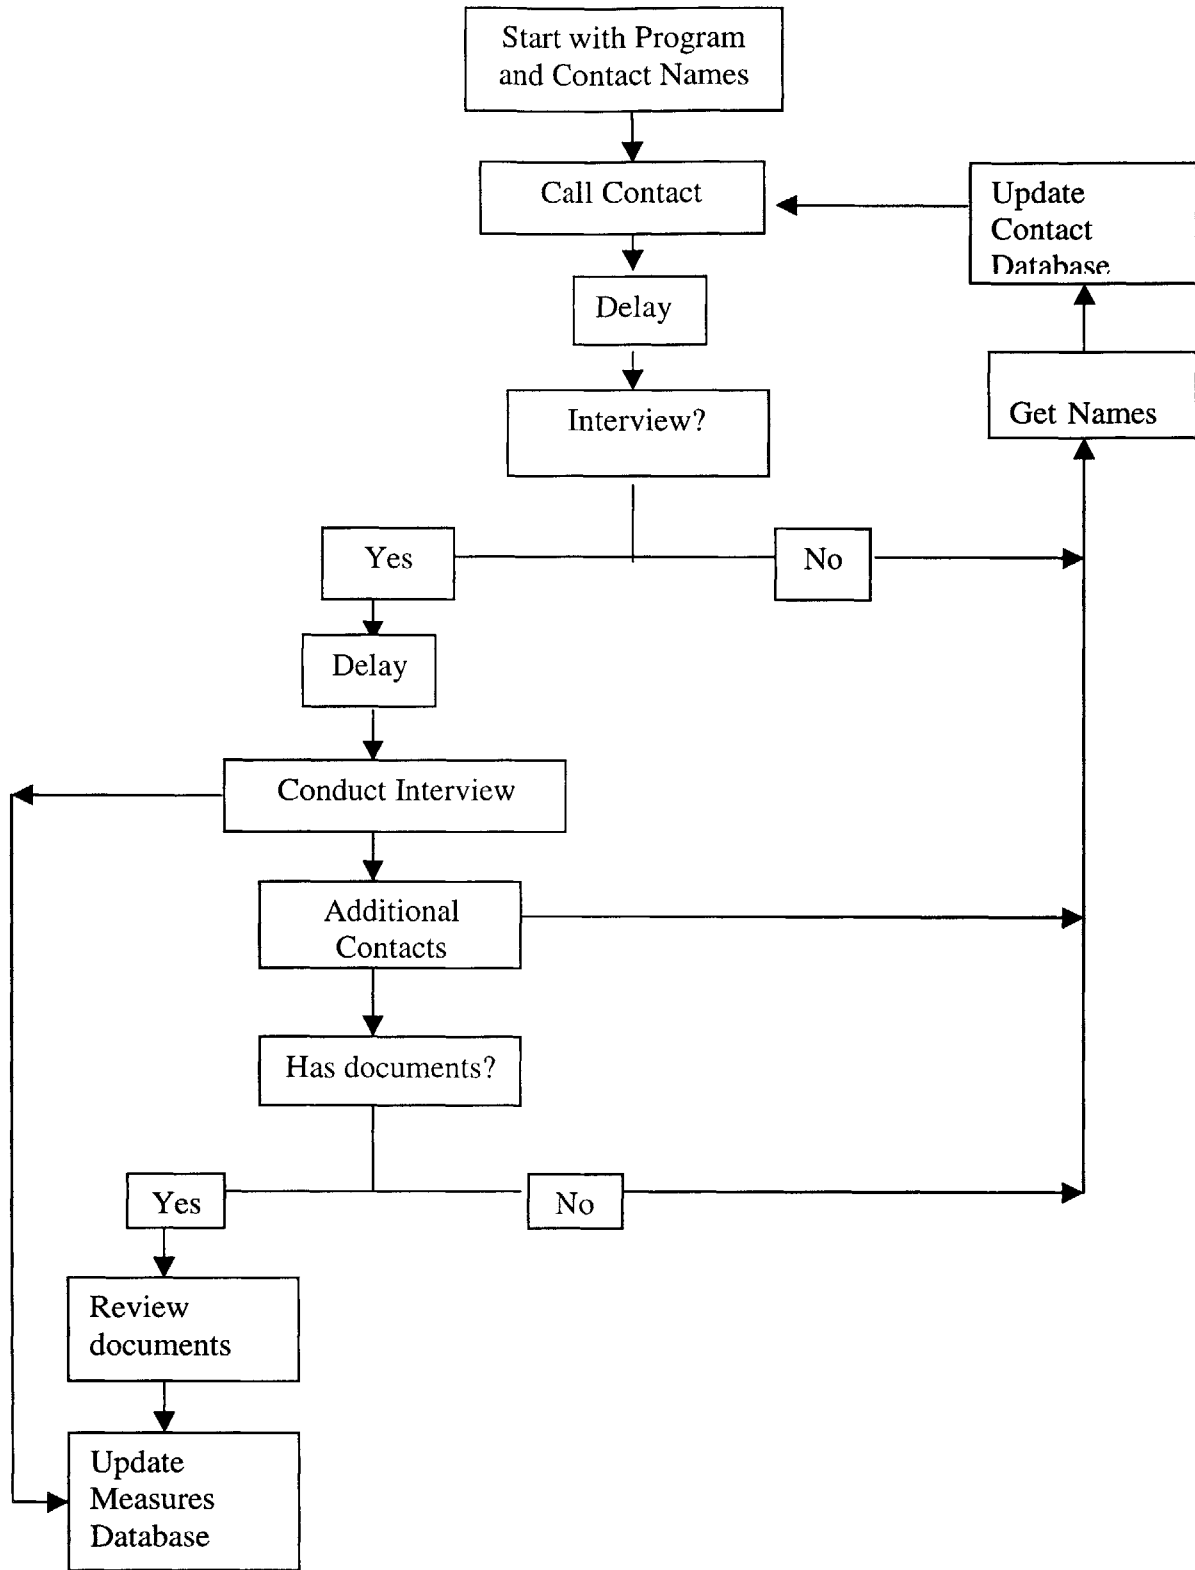 Start with Program
and Contact Names
Call Contact
Update
Contact
Database
Delay
Get Names
Interview?
Yes
No
Delay
Conduct Interview
Additional
Contacts
Has documents?
Yes
No
Review
documents
Update
Measures
Database